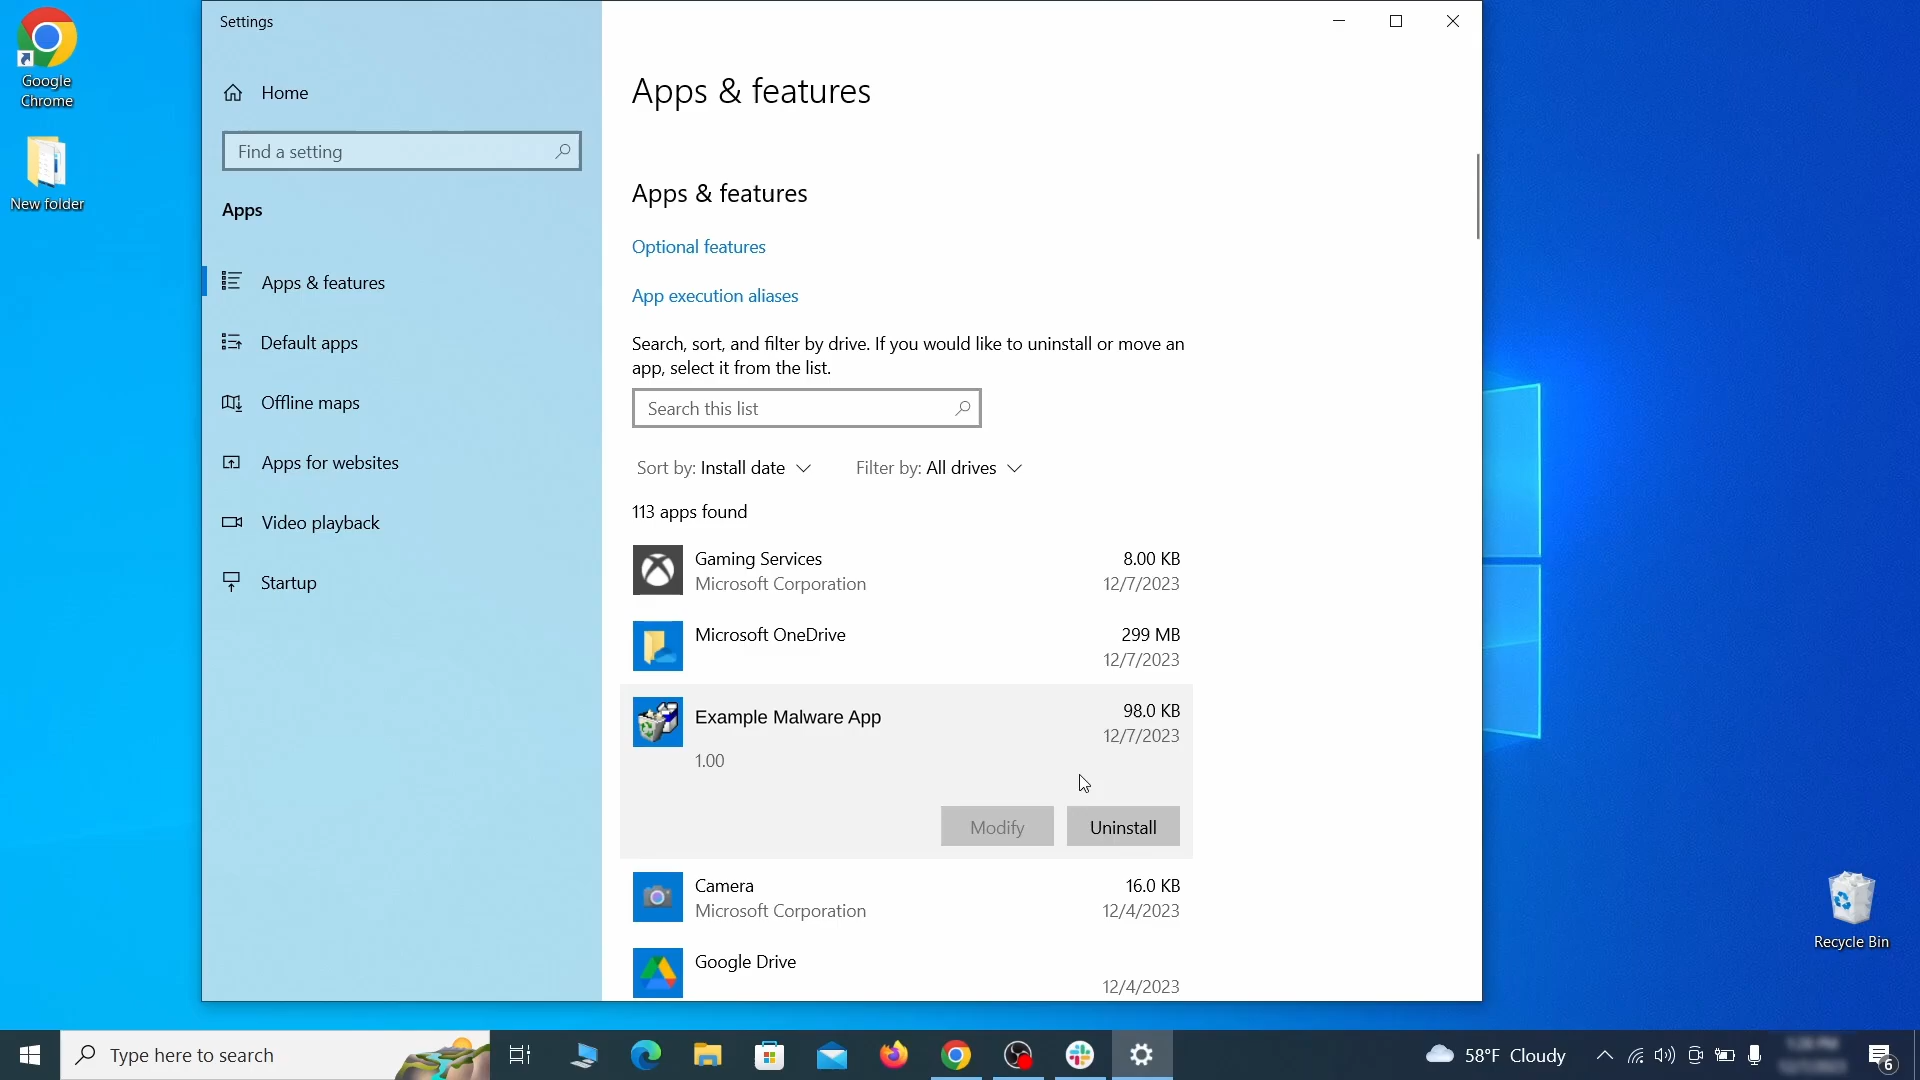 Google
Chrome
New folder
Settings
Home
Find a setting
Apps
Apps & features
Default apps
Offline maps
Apps for websites
Video playback
Startup
Apps & features
Apps & features
Optional features
App execution aliases
Search, sort, and filter by drive. If you would like to uninstall or move an
app, select it from the list.
Search this list
Sort by: Install date Filter by: All drives
113 apps found
Gaming Services 8.00 KB
Microsoft Corporation 12/7/2023
Microsoft OneDrive 299 MB
12/7/2023
Example Malware App 98.0 KB
12/7/2023
1.00
Modify Uninstall
Camera 16.0 KB
Microsoft Corporation 12/4/2023
Google Drive
12/4/2023
Recycle Bin
Type here to search 58°F Cloudy
6